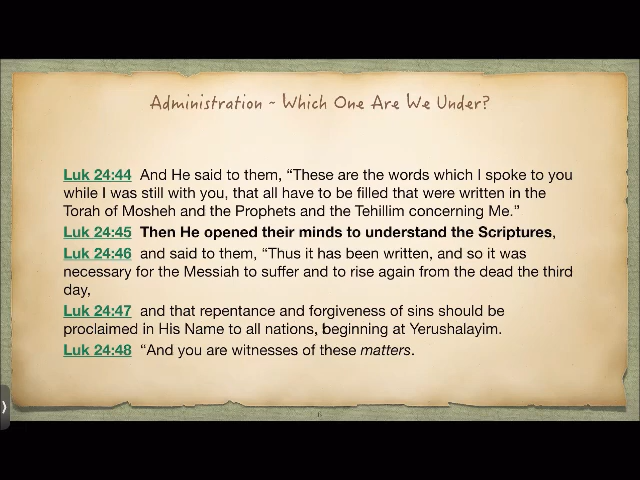 Administration ~ Which One Are We Under?
Luk 24:44 And He said to them, “These are the words which I spoke to you
while I was still with you, that all have to be filled that were written in the
Torah of Mosheh and the Prophets and the Tehillim concerning Me.”
Luk 24:45 Then He opened their minds to understand the Scriptures,
Luk 24:46 and said to them, “Thus it has been written, and so it was
necessary for the Messiah to suffer and to rise again from the dead the third
day,
Luk 24:47 and that repentance and forgiveness of sins should be
proclaimed in His Name to all nations, beginning at Yerushalayim.
Luk 24:48 “And you are witnesses of these matters.